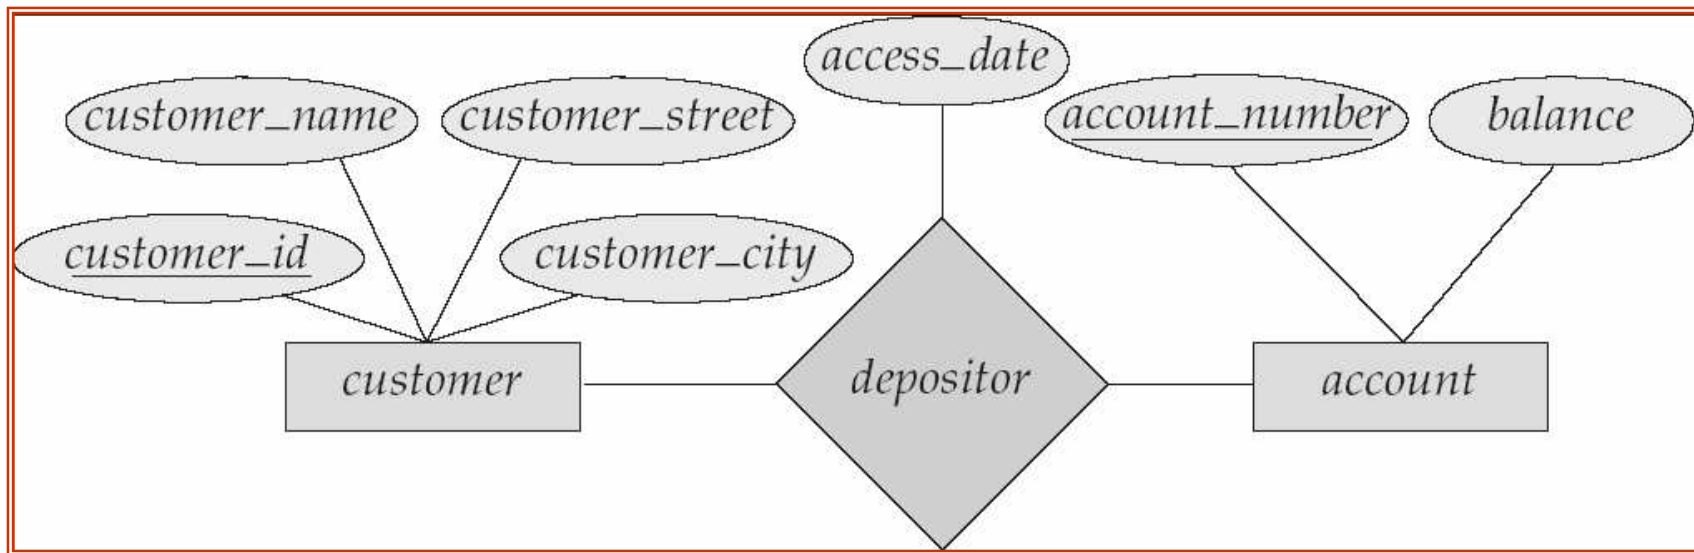 access_date
customer_name customer_street account_number balance
customer_id customer_city
customer depositor account